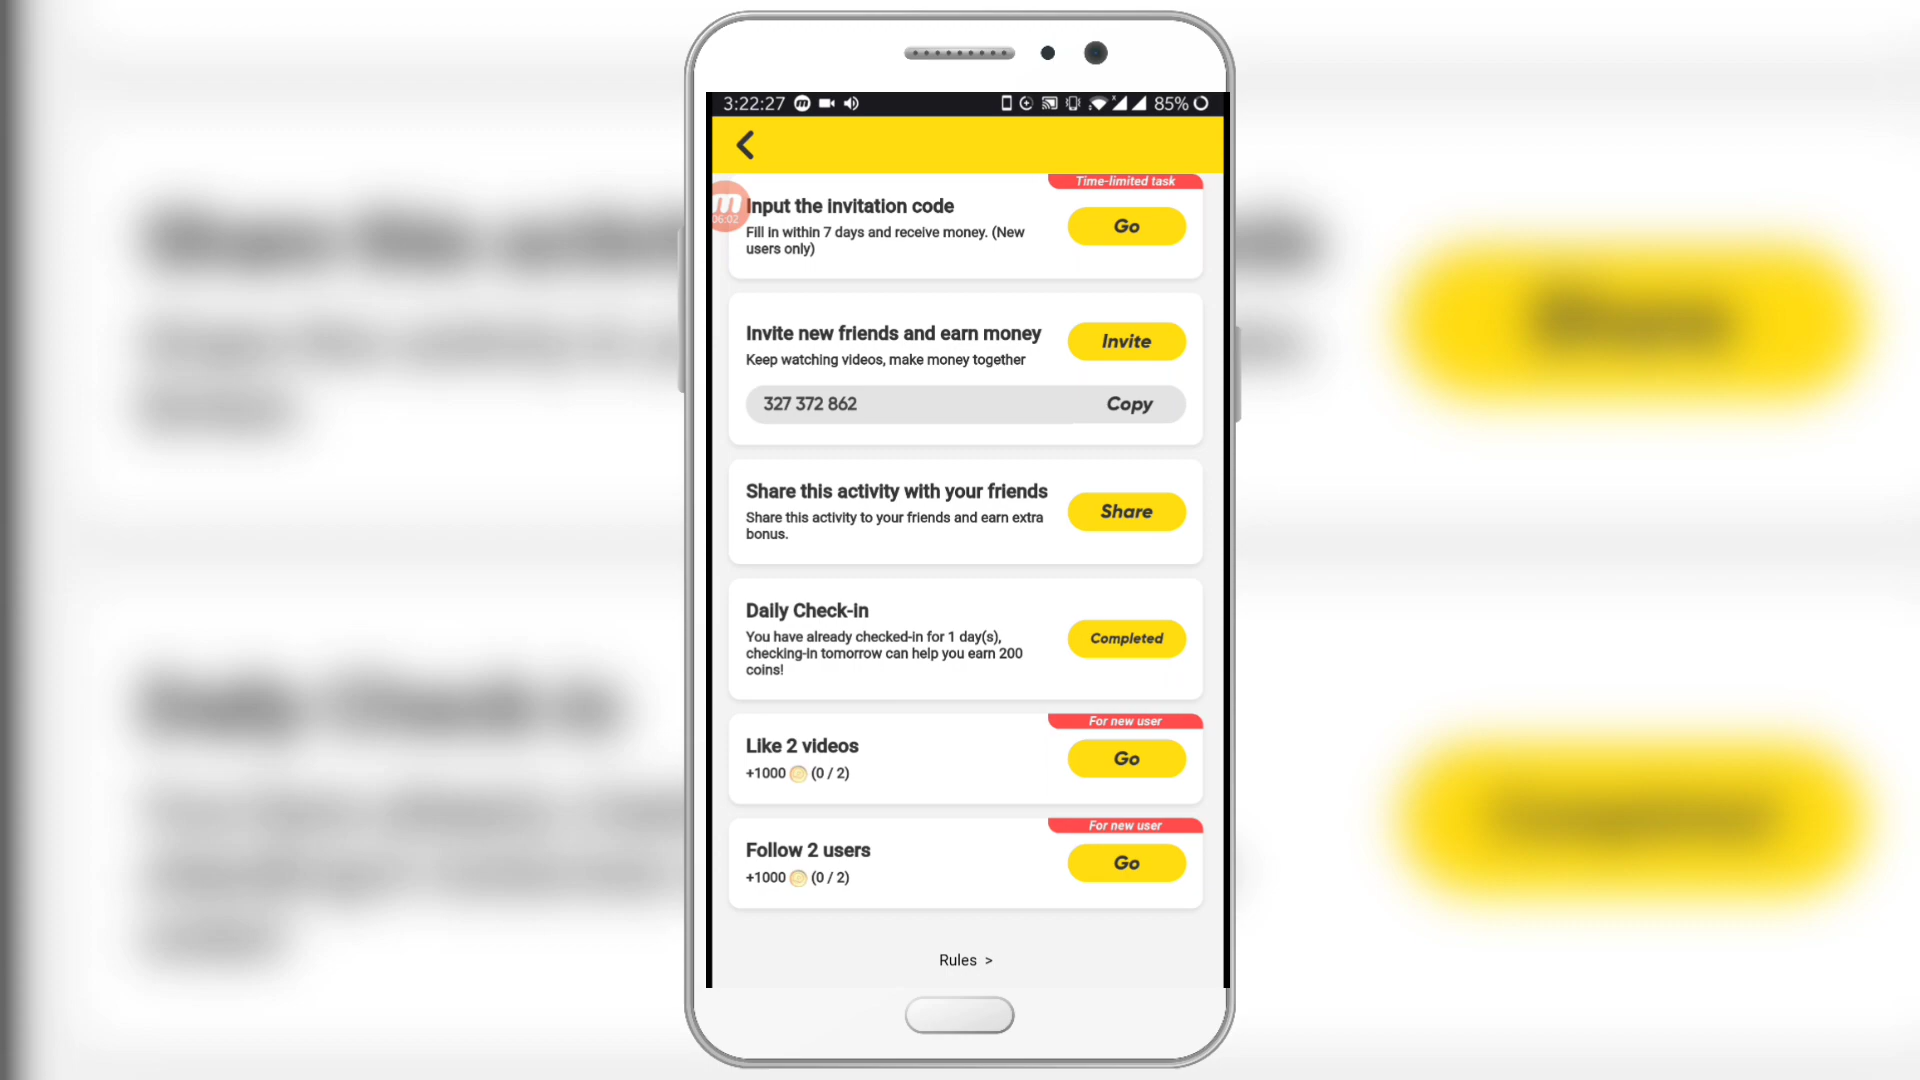 3:22:27
85%
Time-limited task
Input the invitation code
Go
Fill in within 7 days and receive money. (New
users only)
06:02
Invite new friends and earn money
Invite
Keep watching videos, make money together
327 372 862
Copy
Share this activity with your friends
Share
Share this activity to your friends and earn extra
bonus.
Daily Check-in
You have already checked-in for 1 day(s),
checking-in tomorrow can help you earn 200
coins!
Completed
For new user
Like 2 videos
Go
+1000 (0 / 2)
For new user
Follow 2 users
Go
+1000 (0 / 2)
Rules >